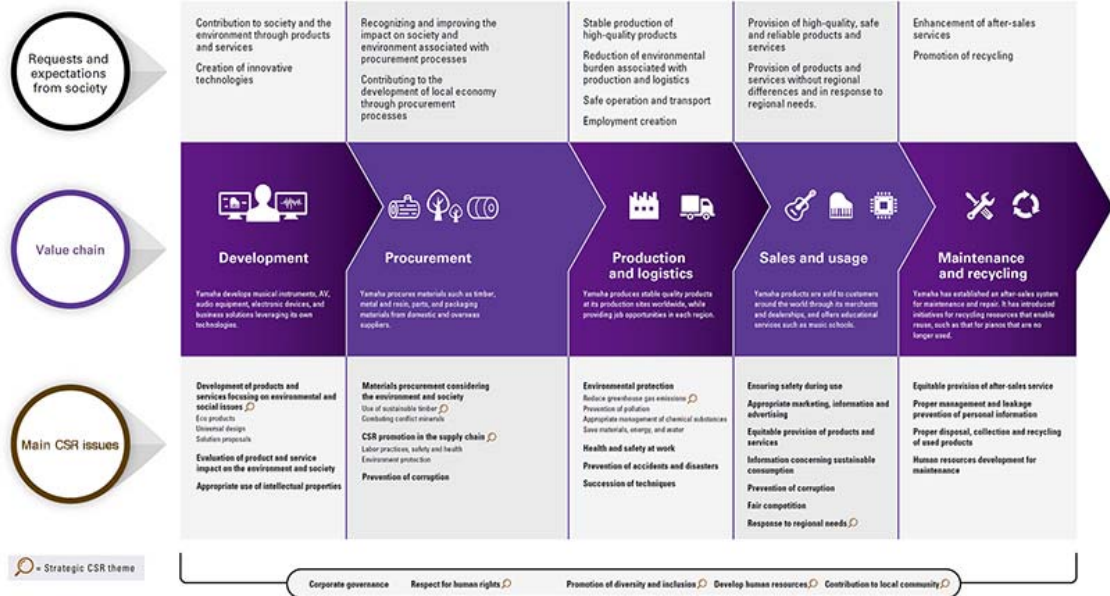 Requests and
expectations
from society
Contribution to society and the
environment through products
and services
Creation of innovative
technologies
Recognizing and improving the
impact on society and
environment associated with
procurement processes
Contributing to the
development of local economy
through procurement
processes
Stable production of
high-quality products
Reduction of environmental
burden associated with
production and logistics
Safe operation and transport
Employment creation
Provision of high-quality, safe
and reliable products and
services
Provision of products and
services without regional
differences and in response to
regional needs.
Enhancement of after-sales
services
Promotion of recycling
Value chain
Development
Yamaha develops musical instruments, AV,
audio equipment, electronic devices, and
business solutions leveraging its own
technologies.
Procurement
Yamaha procures materials such as timber,
metal and resin, parts, and packaging
materials from domestic and overseas
suppliers.
Production
and logistics
Yamaha produces stable quality products
at its production sites worldwide, while
providing job opportunities in each region.
Sales and usage
Yamaha products are sold to customers
around the world through its merchants
and dealerships, and offers educational
services such as music schools.
Maintenance
and recycling
Yamaha has established an after-sales system
for maintenance and repair. It has introduced
initiatives for recycling resources that enable
reuse, such as that for pianos that are no
longer used.
Main CSR issues
Development of products and
services focusing on environmental and
social issues
Eco products
Universal design
Solution proposals
Evaluation of product and service
impact on the environment and society
Appropriate use of intellectual properties
Materials procurement considering
the environment and society
Use of sustainable timber
Combating conflict minerals
CSR promotion in the supply chain
Labor practices, safety and health
Environment protection
Prevention of corruption
Environmental protection
Reduce greenhouse gas emissions
Prevention of pollution
Appropriate management of chemical substances
Save materials, energy, and water
Health and safety at work
Prevention of accidents and disasters
Succession of techniques
Ensuring safety during use
Appropriate marketing, information and
advertising
Equitable provision of products and
services
Information concerning sustainable
consumption
Prevention of corruption
Fair competition
Response to regional needs
Equitable provision of after-sales service
Proper management and leakage
prevention of personal information
Proper disposal, collection and recycling
of used products
Human resources development for
maintenance
= Strategic CSR theme
Corporate governance Respect for human rights Promotion of diversity and inclusion Develop human resources Contribution to local community